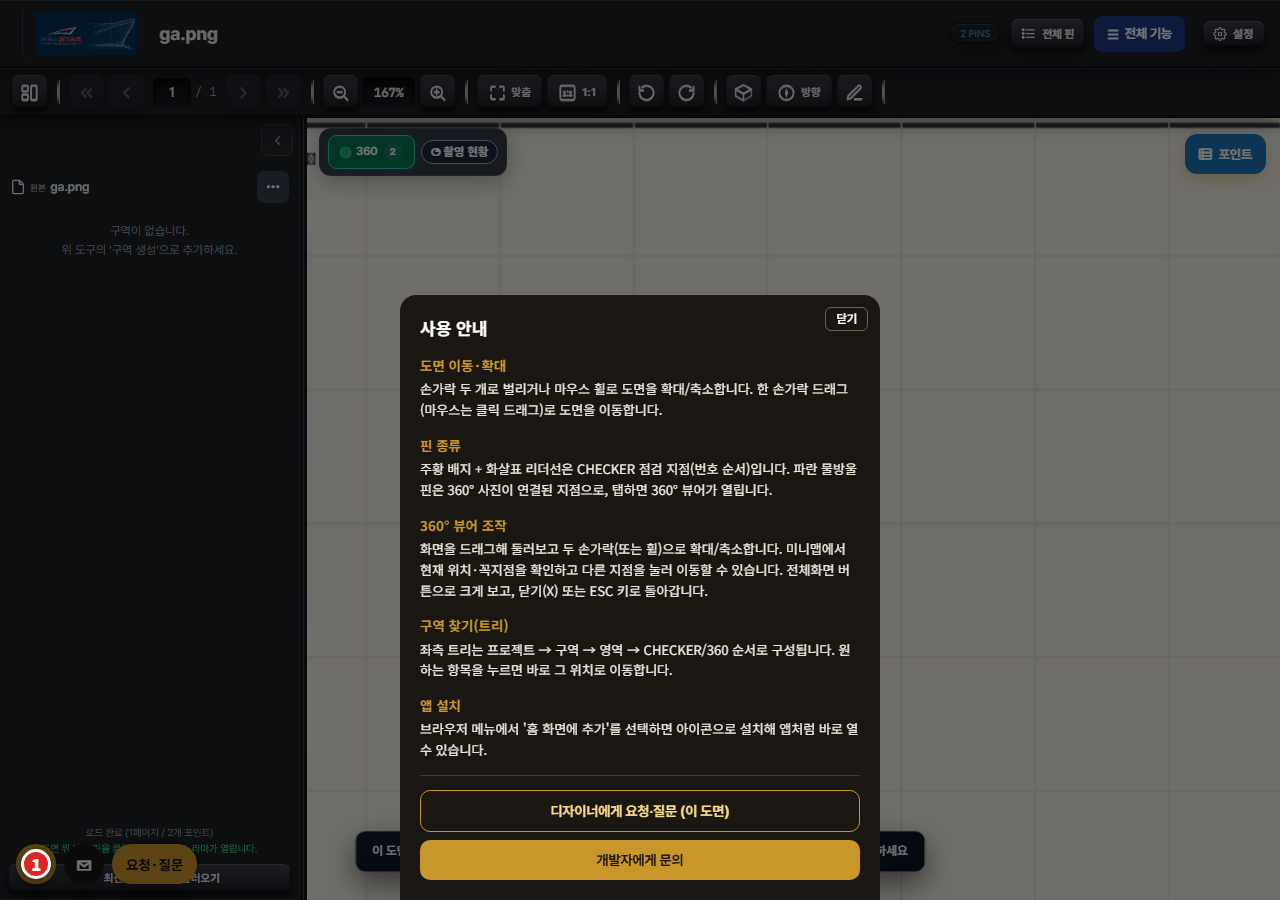 ga.png
2 PINS
전체 핀
전체 기능
설정
1 / 1
167%
맞춤
1:1
방향
360 2
촬영 현황
포인트
원본 ga.png
구역이 없습니다.
위 도구의 '구역 생성'으로 추가하세요.
사용 안내
닫기
도면 이동·확대
손가락 두 개로 벌리거나 마우스 휠로 도면을 확대/축소합니다. 한 손가락 드래그
(마우스는 클릭 드래그)로 도면을 이동합니다.
핀 종류
주황 배지 + 화살표 리더선은 CHECKER 점검 지점(번호 순서)입니다. 파란 물방울
핀은 360° 사진이 연결된 지점으로, 탭하면 360° 뷰어가 열립니다.
360° 뷰어 조작
화면을 드래그해 둘러보고 두 손가락(또는 휠)으로 확대/축소합니다. 미니맵에서
현재 위치·꼭지점을 확인하고 다른 지점을 눌러 이동할 수 있습니다. 전체화면 버
튼으로 크게 보고, 닫기(X) 또는 ESC 키로 돌아갑니다.
구역 찾기(트리)
좌측 트리는 프로젝트 → 구역 → 영역 → CHECKER/360 순서로 구성됩니다. 원
하는 항목을 누르면 바로 그 위치로 이동합니다.
앱 설치
브라우저 메뉴에서 '홈 화면에 추가'를 선택하면 아이콘으로 설치해 앱처럼 바로 열
수 있습니다.
디자이너에게 요청·질문 (이 도면)
개발자에게 문의
로드 완료 (1페이지 / 2개 포인트)
열립니다.
1
요청·질문
이 도
하세요